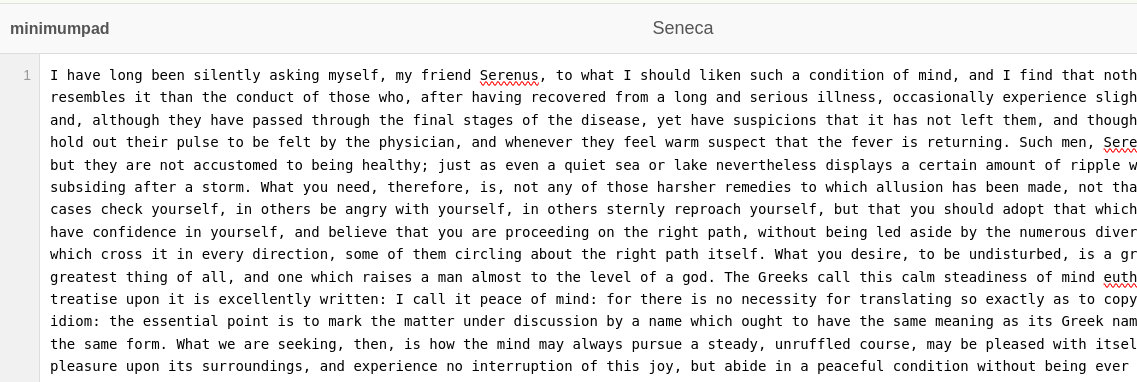 minimumpad
Seneca
1
I have long been silently asking myself, my friend Serenus, to what I should liken such a condition of mind, and I find that noth
resembles it than the conduct of those who, after having recovered from a long and serious illness, occasionally experience sligh
and, although they have passed through the final stages of the disease, yet have suspicions that it has not left them, and though
hold out their pulse to be felt by the physician, and whenever they feel warm suspect that the fever is returning. Such men, Sere
but they are not accustomed to being healthy; just as even a quiet sea or lake nevertheless displays a certain amount of ripple w
subsiding after a storm. What you need, therefore, is, not any of those harsher remedies to which allusion has been made, not tha
cases check yourself, in others be angry with yourself, in others sternly reproach yourself, but that you should adopt that which
have confidence in yourself, and believe that you are proceeding on the right path, without being led aside by the numerous diver
which cross it in every direction, some of them circling about the right path itself. What you desire, to be undisturbed, is a gr
greatest thing of all, and one which raises a man almost to the level of a god. The Greeks call this calm steadiness of mind euth
treatise upon it is excellently written: I call it peace of mind: for there is no necessity for translating so exactly as to copy
idiom: the essential point is to mark the matter under discussion by a name which ought to have the same meaning as its Greek nam
the same form. What we are seeking, then, is how the mind may always pursue a steady, unruffled course, may be pleased with itsel
pleasure upon its surroundings, and experience no interruption of this joy, but abide in a peaceful condition without being ever